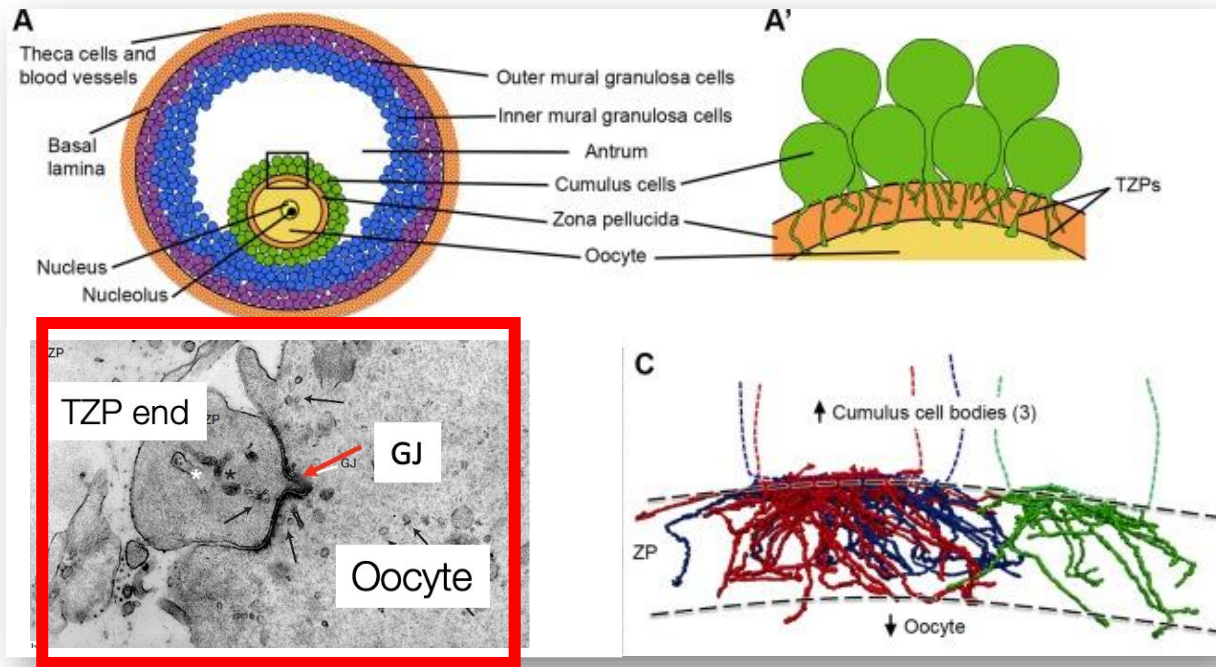 A
Theca cells and
blood vessels
Basal
lamina
Nucleus
Nucleolus
Outer mural granulosa cells
Inner mural granulosa cells
Antrum
Cumulus cells
Zona pellucida
Oocyte
A'
TZPs
ZP
TZP end
ZP
GJ
GJ
Oocyte
C
Cumulus cell bodies (3)
ZP
Oocyte